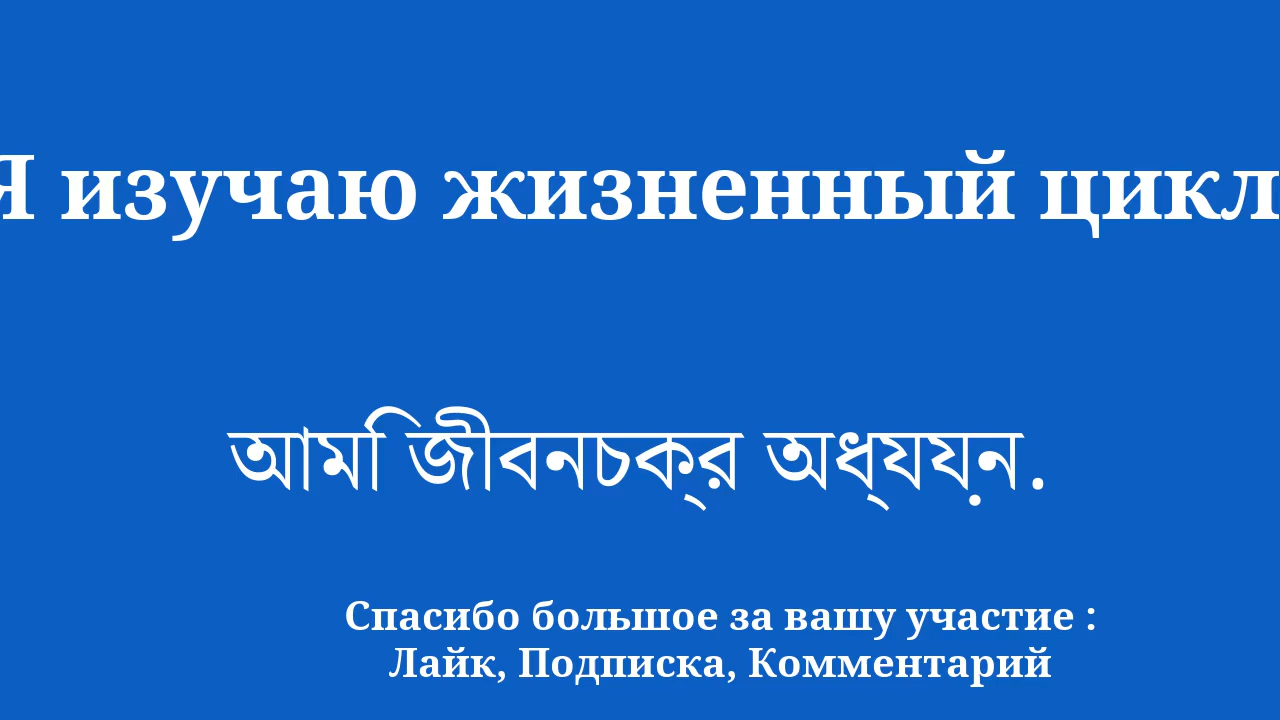 Я изучаю жизненный цикл
আমি জীবনচক্র অধ্যয়ন.
Спасибо большое за вашу участие :
Лайк, Подписка, Комментарий